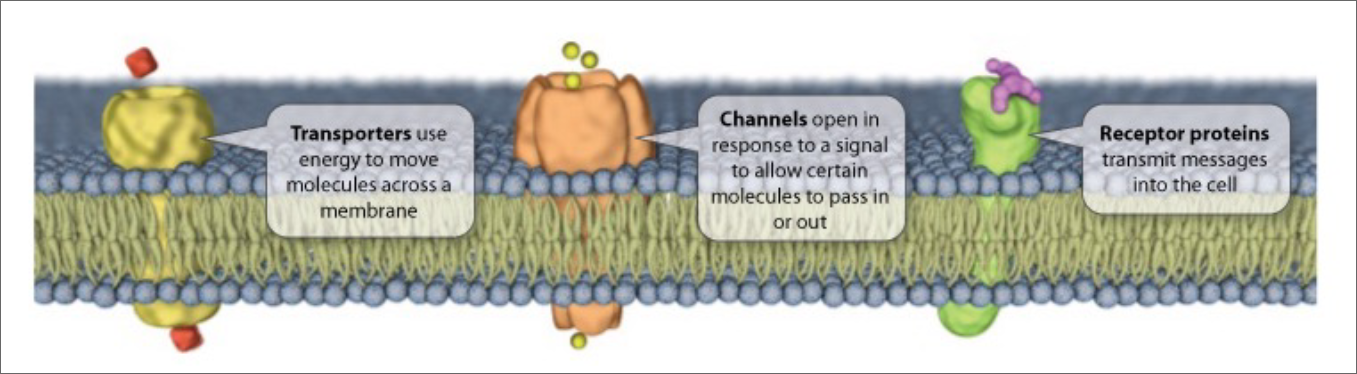 Transporters use
energy to move
molecules across a
membrane
Channels open in
response to a signal
to allow certain
molecules to pass in
or out
Receptor proteins
transmit messages
into the cell